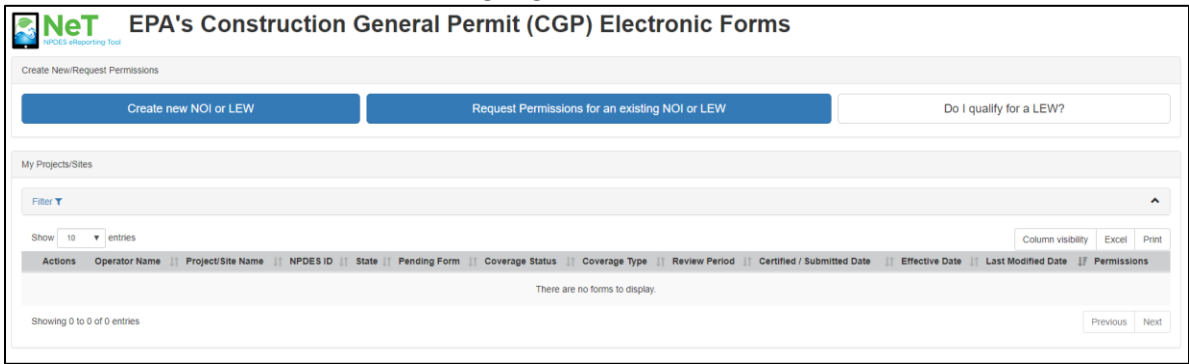 NeT EPA's Construction General Permit (CGP) Electronic Forms
NPDES eReporting Tool
Create New/Request Permissions
Create new NOI or LEW Request Permissions for an existing NOI or LEW Do I qualify for a LEW?
My Projects/Sites
Filter
Show 10 entries Column visibility Excel Print
Actions Operator Name Project/Site Name NPDES ID State Pending Form Coverage Status Coverage Type Review Period Certified / Submitted Date Effective Date Last Modified Date Permissions
There are no forms to display.
Showing 0 to 0 of 0 entries Previous Next